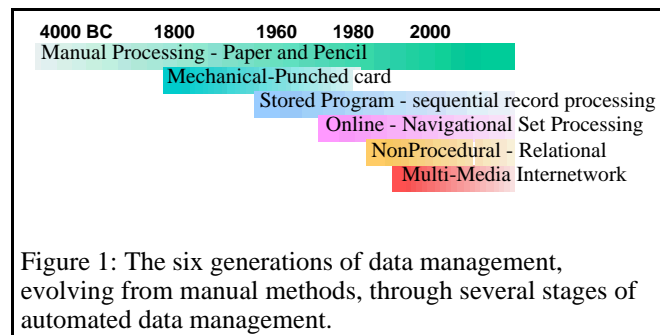 4000 BC 1800 1960 1980 2000
Manual Processing - Paper and Pencil
Mechanical-Punched card
Stored Program - sequential record processing
Online - Navigational Set Processing
NonProcedural - Relational
Multi-Media Internetwork
Figure 1: The six generations of data management,
evolving from manual methods, through several stages of
automated data management.